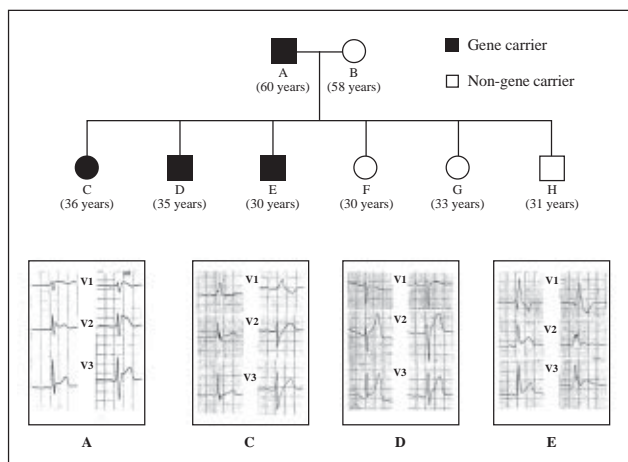 Gene carrier
A
(60 years)
B
(58 years)
Non-gene carrier
C
(36 years)
D
(35 years)
E
(30 years)
F
(30 years)
G
(33 years)
H
(31 years)
V1
V2
V3
A
V1
V2
V3
C
V1
V2
V3
D
V1
V2
V3
E